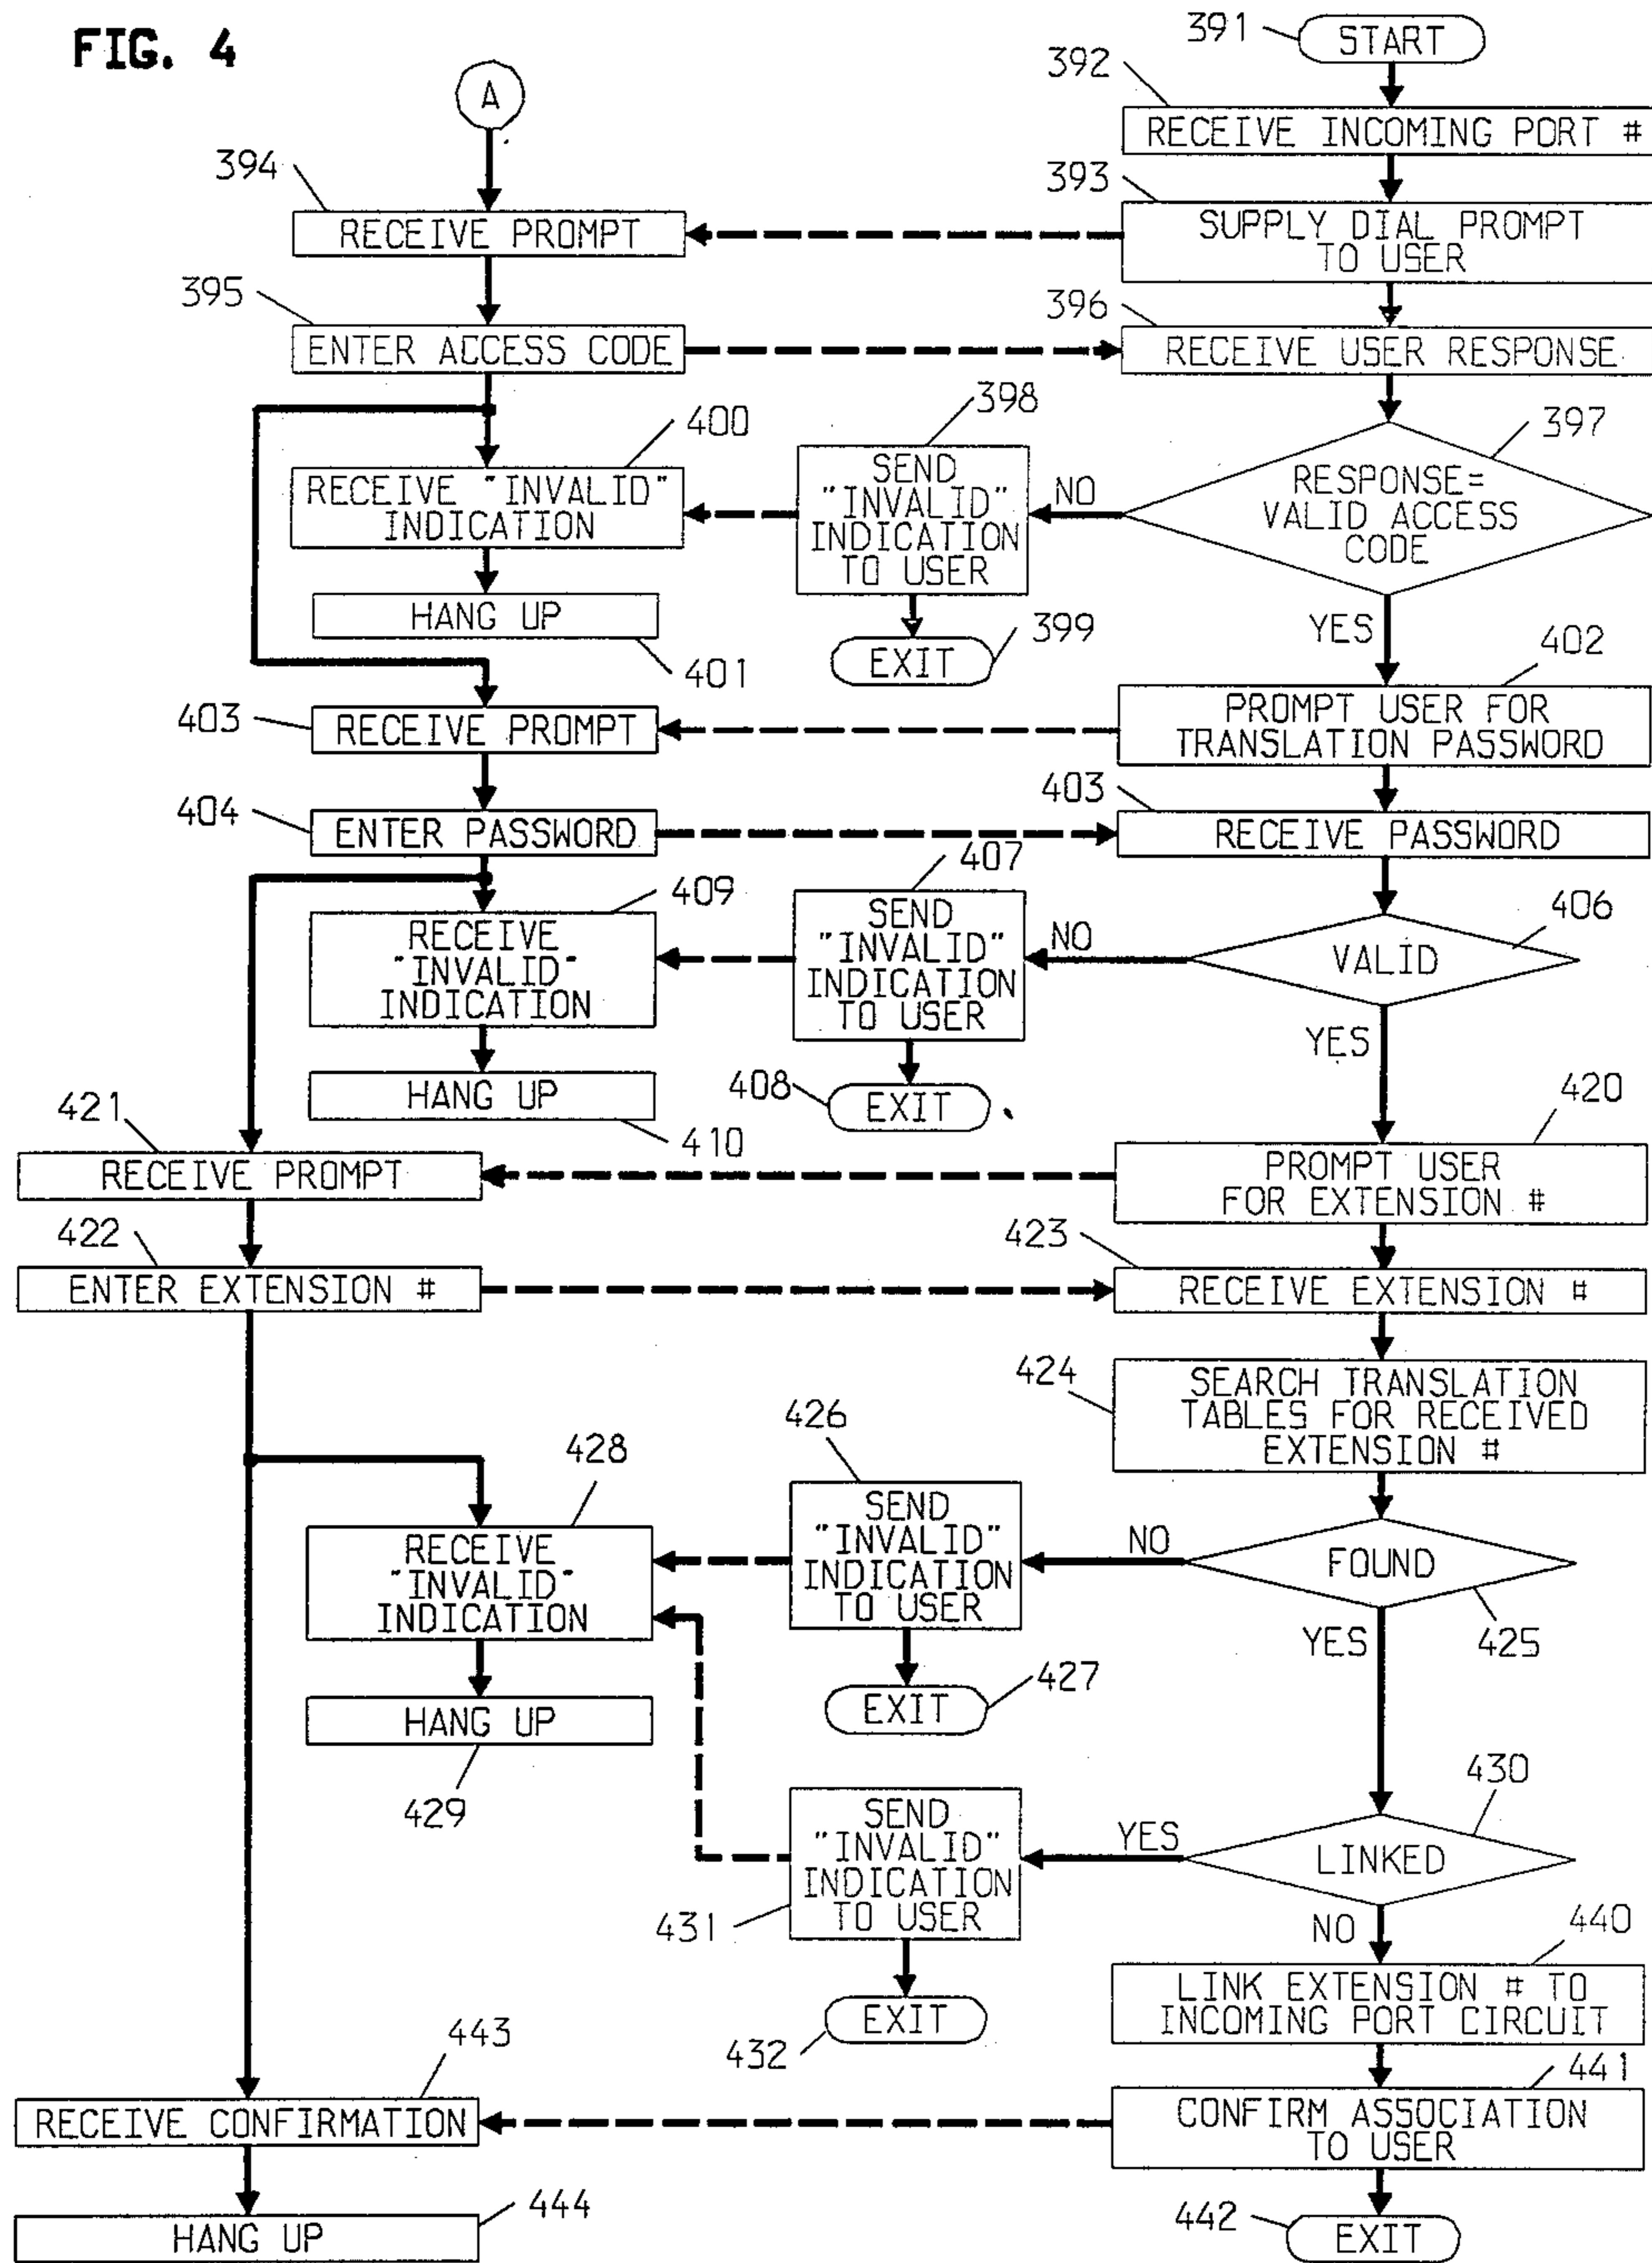 FIG. 4
391
START
A
392
RECEIVE INCOMING PORT #
394
393
RECEIVE PROMPT
SUPPLY DIAL PROMPT
TO USER
395
396
ENTER ACCESS CODE
RECEIVE USER RESPONSE
398
397
400
RECEIVE "INVALID"
INDICATION
SEND
"INVALID"
INDICATION
TO USER
NO
RESPONSE=
VALID ACCESS
CODE
HANG UP
YES
401
EXIT
399
402
403
RECEIVE PROMPT
PROMPT USER FOR
TRANSLATION PASSWORD
404
ENTER PASSWORD
403
RECEIVE PASSWORD
407
409
406
RECEIVE
"INVALID"
INDICATION
SEND
"INVALID"
INDICATION
TO USER
NO
VALID
YES
HANG UP
408
EXIT
410
421
420
RECEIVE PROMPT
PROMPT USER
FOR EXTENSION #
422
423
ENTER EXTENSION #
RECEIVE EXTENSION #
424
SEARCH TRANSLATION
TABLES FOR RECEIVED
EXTENSION #
426
428
RECEIVE
"INVALID"
INDICATION
SEND
"INVALID"
INDICATION
TO USER
NO
FOUND
425
YES
HANG UP
EXIT
427
429
430
SEND
"INVALID"
INDICATION
TO USER
YES
LINKED
431
NO
440
EXIT
432
LINK EXTENSION # TO
INCOMING PORT CIRCUIT
443
441
RECEIVE CONFIRMATION
CONFIRM ASSOCIATION
TO USER
444
HANG UP
442
EXIT